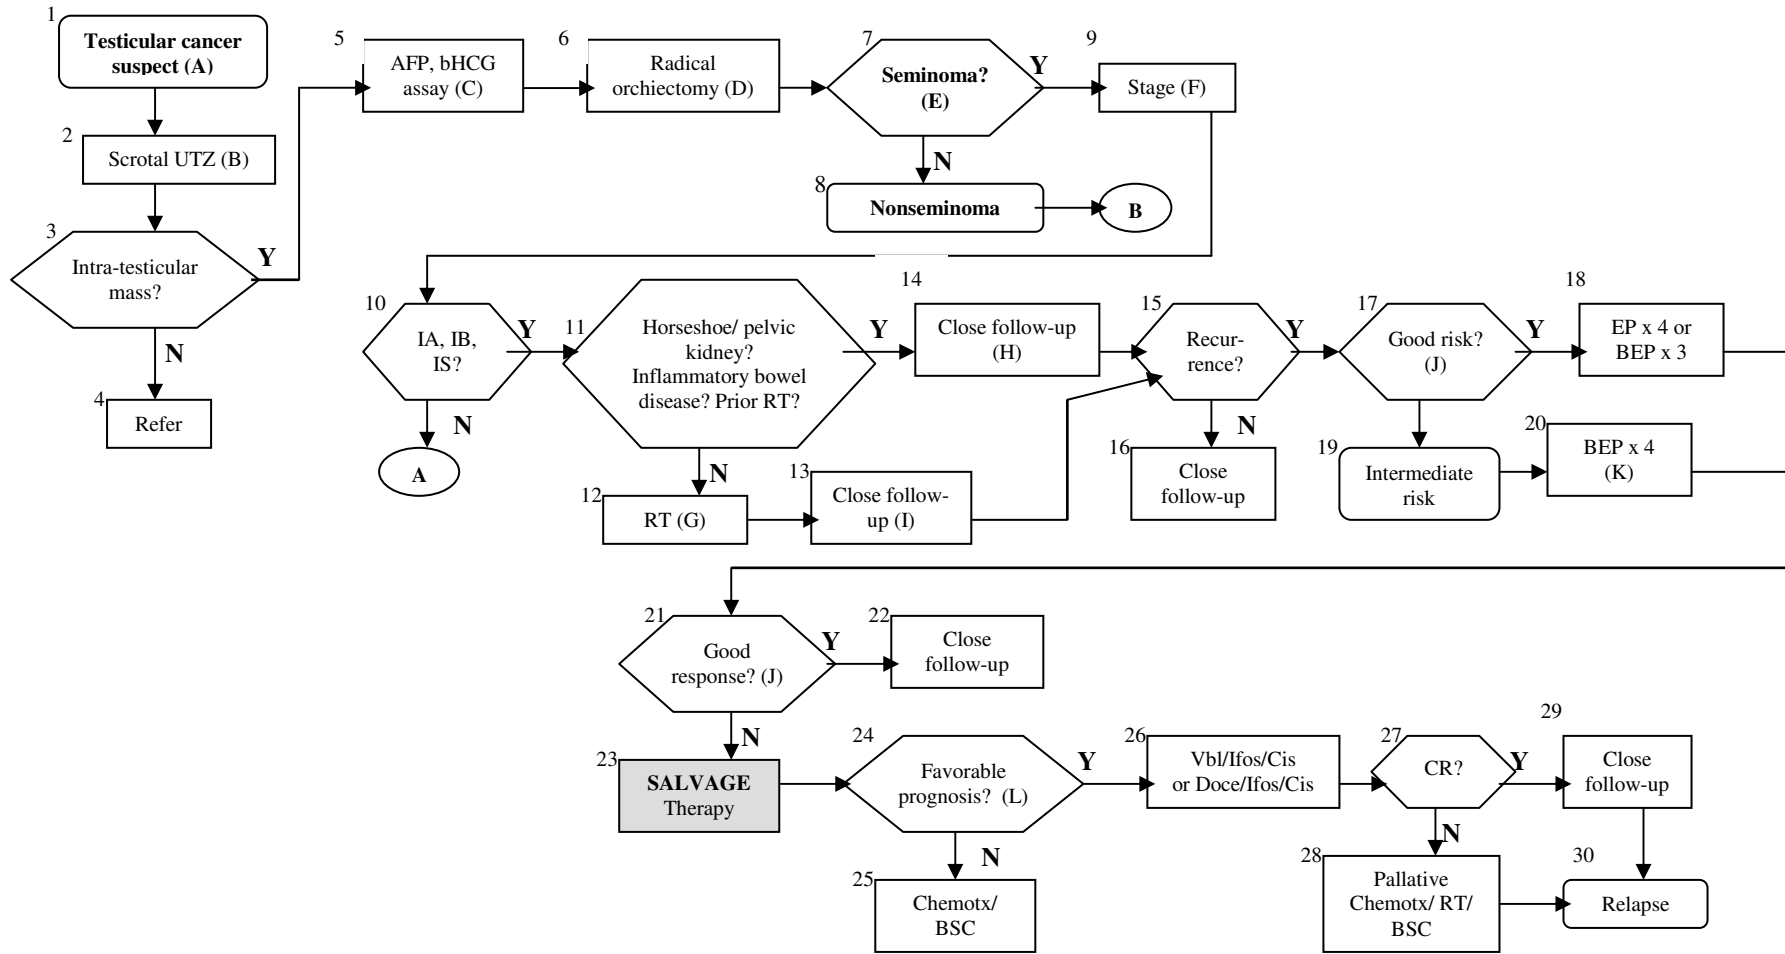 1
Testicular cancer
suspect (A)
2
Scrotal UTZ (B)
3
Intra-testicular
mass?
Y
N
4
Refer
5
AFP, bHCG
assay (C)
6
Radical
orchiectomy (D)
7
Seminoma?
(E)
Y
N
8
Nonseminoma
B
9
Stage (F)
10
IA, IB,
IS?
Y
N
A
11
Horseshoe/ pelvic
kidney?
Inflammatory bowel
disease? Prior RT?
Y
N
12
RT (G)
13
Close follow-
up (I)
14
Close follow-up
(H)
15
Recur-
rence?
Y
N
16
Close
follow-up
17
Good risk?
(J)
Y
18
EP x 4 or
BEP x 3
19
Intermediate
risk
20
BEP x 4
(K)
21
Good
response? (J)
Y
N
22
Close
follow-up
23
SALVAGE
Therapy
24
Favorable
prognosis? (L)
Y
N
25
Chemotx/
BSC
26
Vbl/Ifos/Cis
or Doce/Ifos/Cis
27
CR?
Y
N
28
Pallative
Chemotx/ RT/
BSC
29
Close
follow-up
30
Relapse